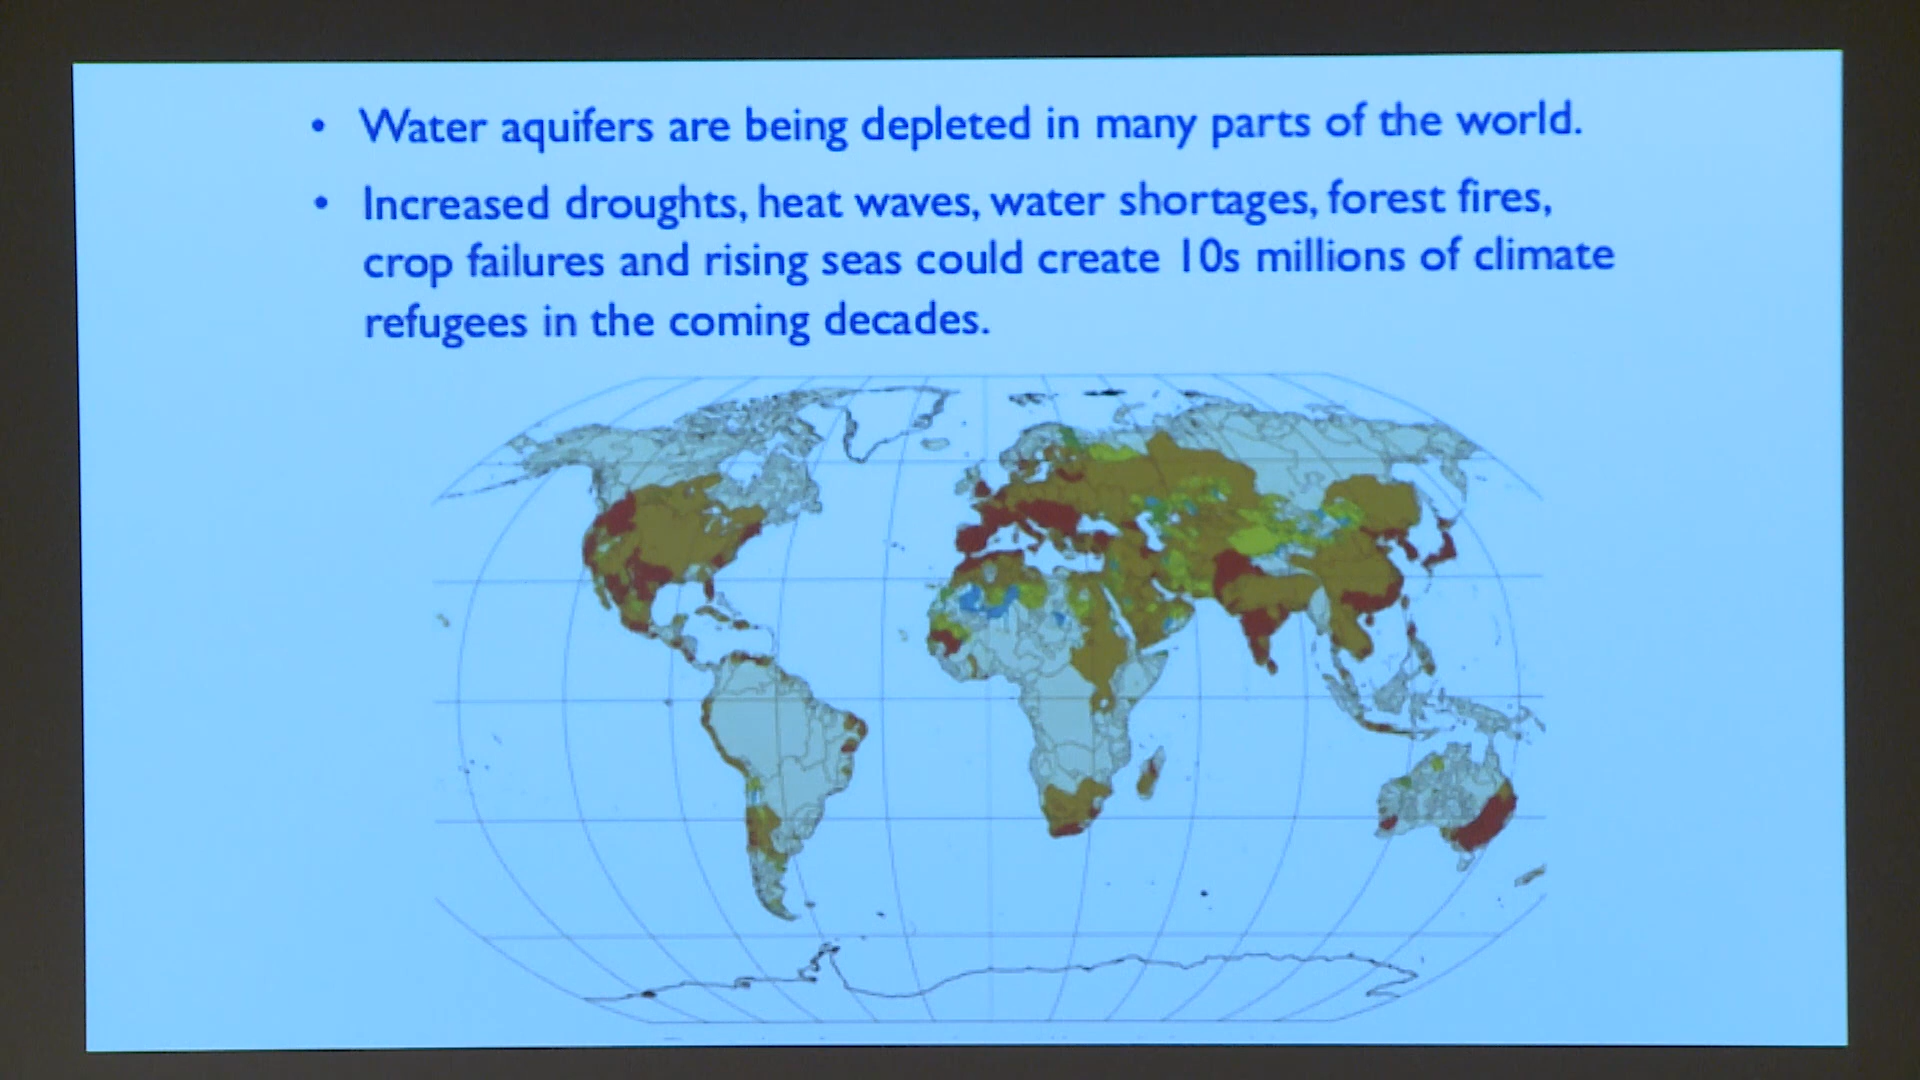 • Water aquifers are being depleted in many parts of the world.
• Increased droughts, heat waves, water shortages, forest fires,
crop failures and rising seas could create 10s millions of climate
refugees in the coming decades.